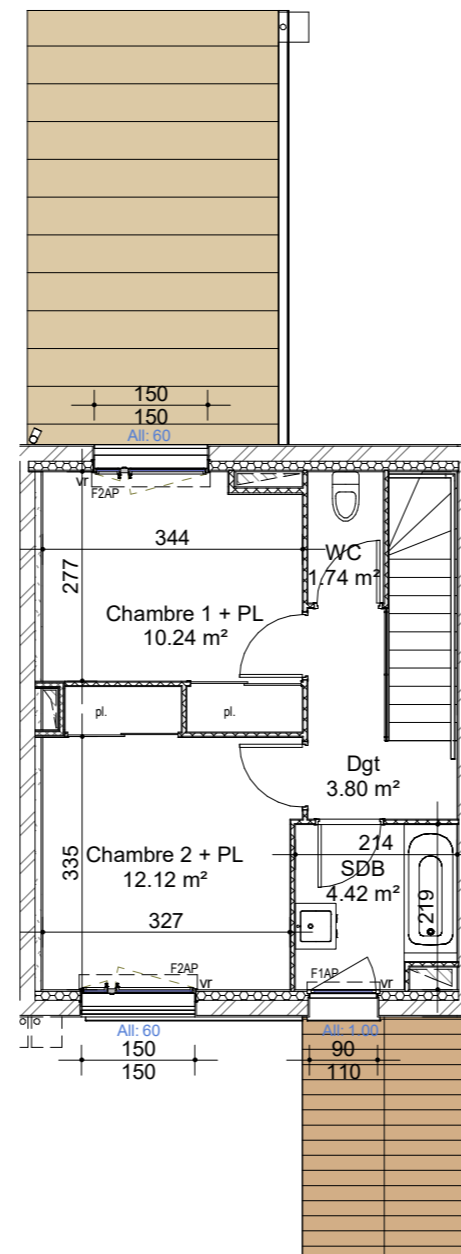 150
150
All: 60
vr
F2AP
344
WC
1.74 m²
277
Chambre 1 + PL
10.24 m²
pl.
pl.
Dgt
3.80 m²
335
Chambre 2 + PL
12.12 m²
214
SDB
4.42 m²
219
327
F2AP
vr
F1AP
vr
All: 60
All: 1.00
150
150
90
110